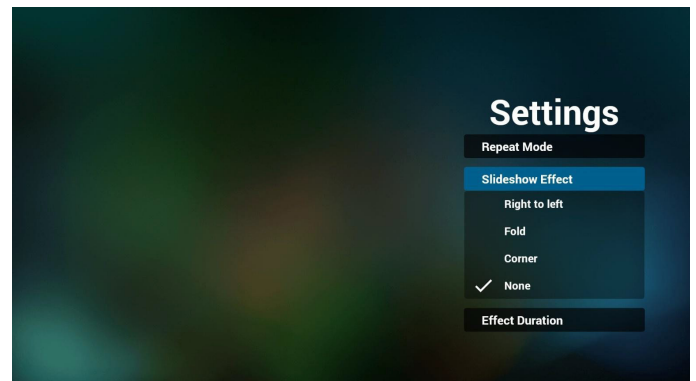 Settings
Repeat Mode
Slideshow Effect
Right to left
Fold
Corner
None
Effect Duration